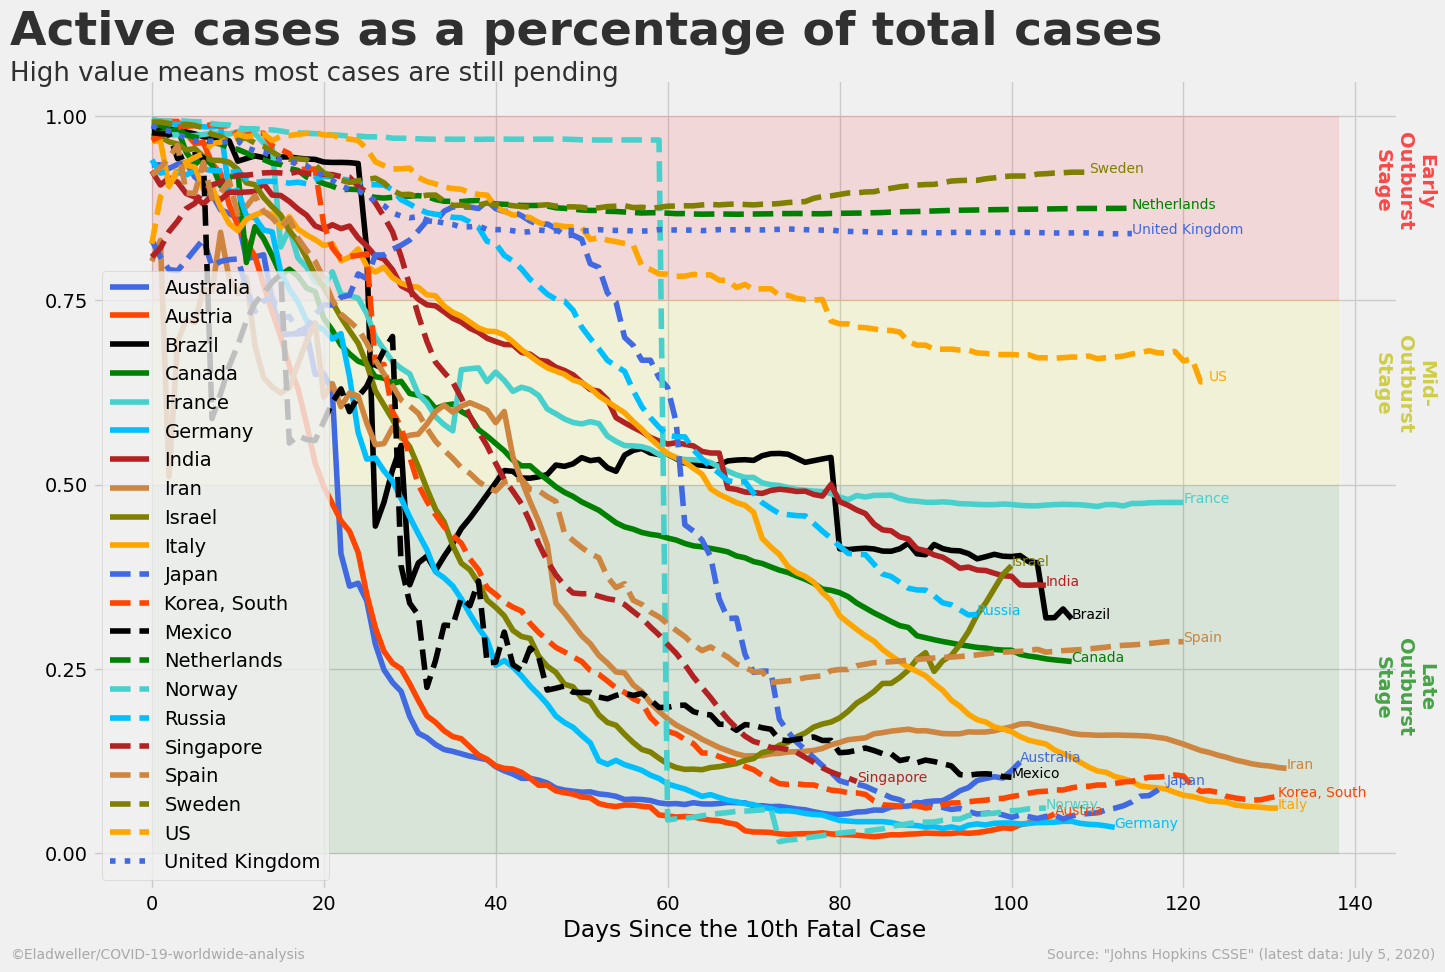 Active cases as a percentage of total cases
High value means most cases are still pending
1.00
0.75
0.50
0.25
0.00
0
20
40
60
80
100
120
140
Days Since the 10th Fatal Case
Australia
Austria
Brazil
Canada
France
Germany
India
Iran
Israel
Italy
Japan
Korea, South
Mexico
Netherlands
Norway
Russia
Singapore
Spain
Sweden
US
United Kingdom
Sweden
Netherlands
United Kingdom
US
France
Israel
India
Russia
Brazil
Spain
Canada
Australia
Iran
Mexico
Singapore
Japan
Korea, South
Norway
Italy
Austria
Germany
Early
Outburst
Stage
Mid-
Outburst
Stage
Late
Outburst
Stage
©Eladweller/COVID-19-worldwide-analysis
Source: "Johns Hopkins CSSE" (latest data: July 5, 2020)